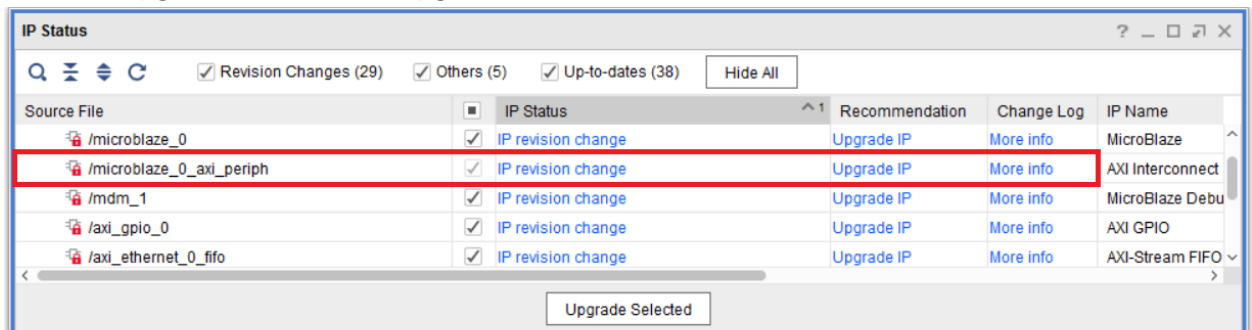 IP Status
? _
Revision Changes (29) Others (5) Up-to-dates (38) Hide All
Source File IP Status 1 Recommendation Change Log IP Name
/microblaze_0 IP revision change Upgrade IP More info MicroBlaze
/microblaze_0_axi_periph IP revision change Upgrade IP More info AXI Interconnect
/mdm_1 IP revision change Upgrade IP More info MicroBlaze Debu
/axi_gpio_0 IP revision change Upgrade IP More info AXI GPIO
/axi_ethernet_0_fifo IP revision change Upgrade IP More info AXI-Stream FIFO
Upgrade Selected